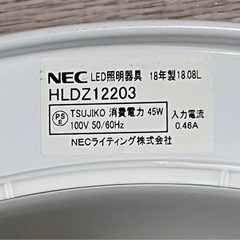 NEC LED照明器具 18年製18.08L
HLDZ12203
PSE TSUJIKO 消費電力 45W 入力電流
100V 50/60Hz 0.46A
NECライティング株式会社